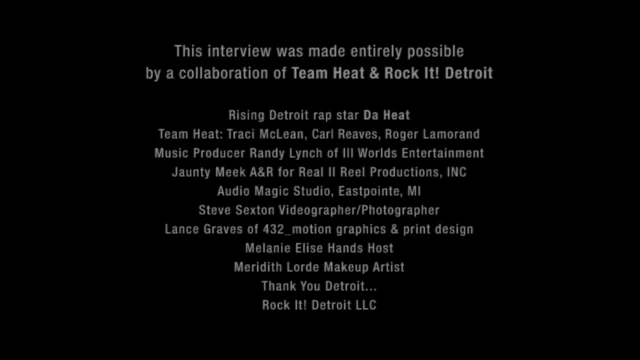 This interview was made entirely possible
by a collaboration of Team Heat & Rock It! Detroit
Rising Detroit rap star Da Heat
Team Heat: Traci McLean, Carl Reaves, Roger Lamorand
Music Producer Randy Lynch of Ill Worlds Entertainment
Jaunty Meek A&R for Real II Reel Productions, INC
Audio Magic Studio, Eastpointe, MI
Steve Sexton Videographer/Photographer
Lance Graves of 432_motion graphics & print design
Melanie Elise Hands Host
Meridith Lorde Makeup Artist
Thank You Detroit...
Rock It! Detroit LLC